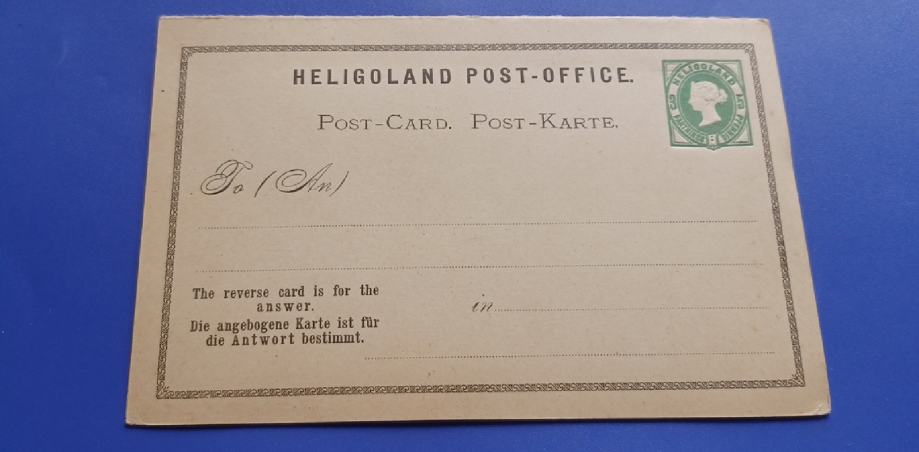 HELIGOLAND POST-OFFICE.
HELIGOLAND
POST-CARD. POST-KARTE.
To (An)
The reverse card is for the
answer.
in
Die angebogene Karte ist für
die Antwort bestimmt.